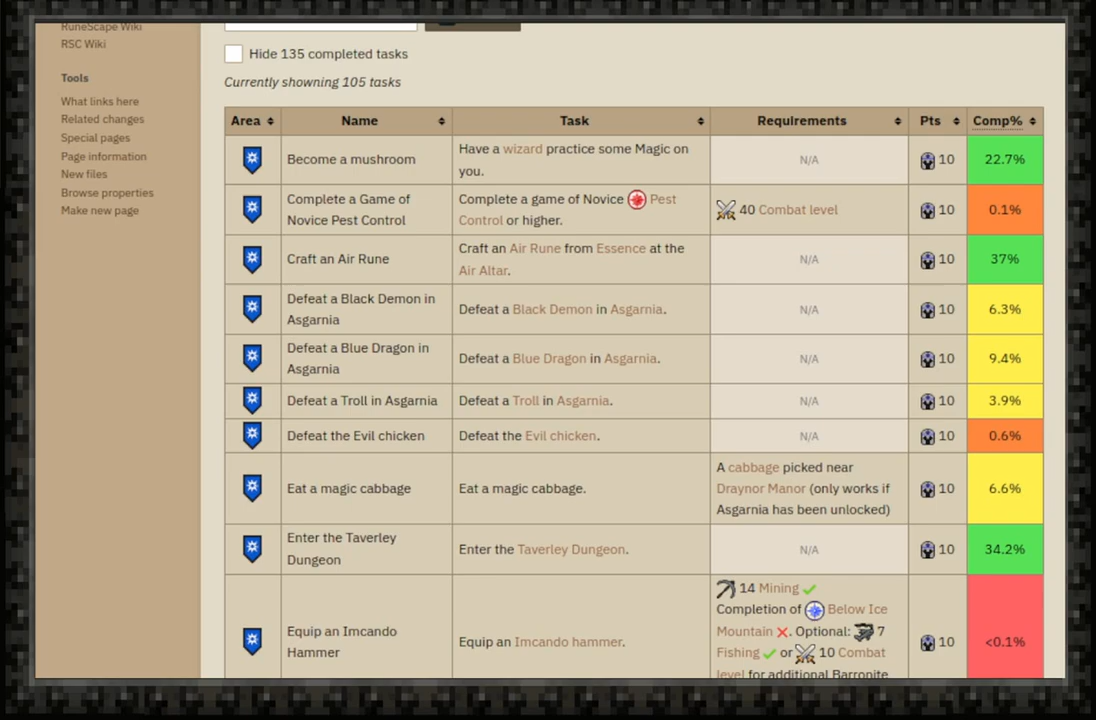 RuneScape Wiki
RSC Wiki
Tools
What links here
Related changes
Special pages
Page information
New files
Browse properties
Make new page
Hide 135 completed tasks
Currently showning 105 tasks
Area Name Task Requirements Pts Comp%
Become a mushroom
Have a wizard practice some Magic on
you.
N/A
10
22.7%
Complete a Game of
Novice Pest Control
Complete a game of Novice Pest
Control or higher.
40 Combat level
10
0.1%
Craft an Air Rune
Craft an Air Rune from Essence at the
Air Altar.
N/A
10
37%
Defeat a Black Demon in
Asgarnia
Defeat a Black Demon in Asgarnia.
N/A
10
6.3%
Defeat a Blue Dragon in
Asgarnia
Defeat a Blue Dragon in Asgarnia.
N/A
10
9.4%
Defeat a Troll in Asgarnia
Defeat a Troll in Asgarnia.
N/A
10
3.9%
Defeat the Evil chicken
Defeat the Evil chicken.
N/A
10
0.6%
Eat a magic cabbage
Eat a magic cabbage.
A cabbage picked near
Draynor Manor (only works if
Asgarnia has been unlocked)
10
6.6%
Enter the Taverley
Dungeon
Enter the Taverley Dungeon.
N/A
10
34.2%
Equip an Imcando
Hammer
Equip an Imcando hammer.
14 Mining ✓
Completion of Below Ice
Mountain ✗. Optional: 7
Fishing ✓ or 10 Combat
level for additional Barronite
10
<0.1%